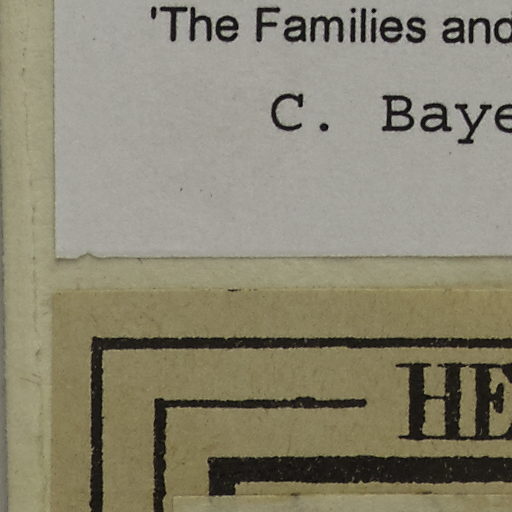 'The Families and
C. Baye
HE